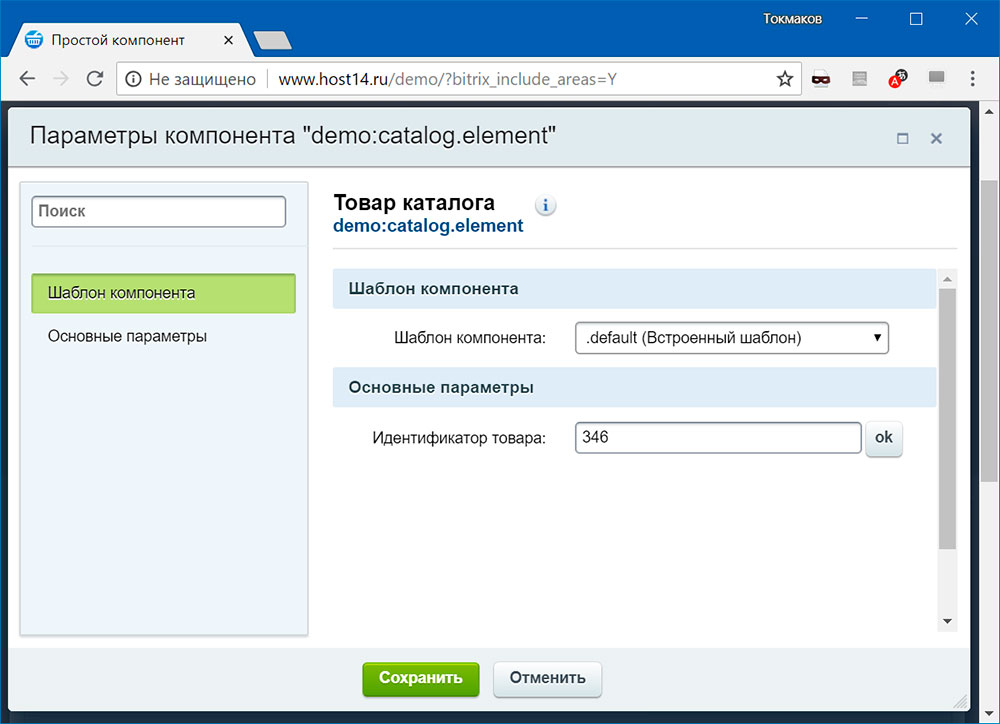 Токмаков
Простой компонент
Не защищено www.host14.ru/demo/?bitrix_include_areas=Y
Параметры компонента "demo:catalog.element"
Поиск
Шаблон компонента
Основные параметры
Товар каталога
demo:catalog.element
Шаблон компонента
Шаблон компонента: .default (Встроенный шаблон)
Основные параметры
Идентификатор товара: 346 ok
Сохранить Отменить